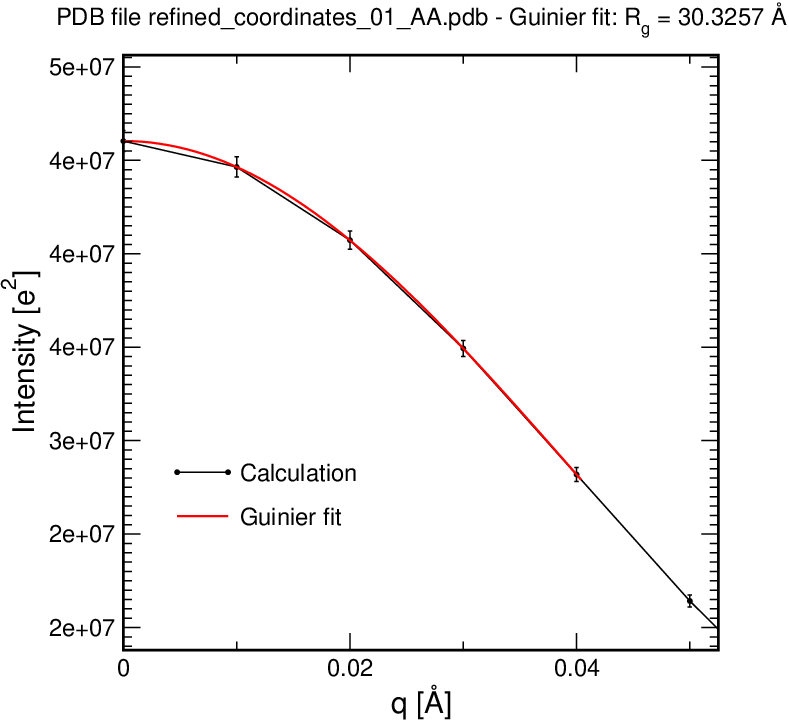 PDB file refined_coordinates_01_AA.pdb - Guinier fit: Rg = 30.3257 Å
5e+07
4e+07
4e+07
4e+07
3e+07
2e+07
2e+07
Intensity [e2]
Calculation
Guinier fit
0 0.02 0.04
q [Å]